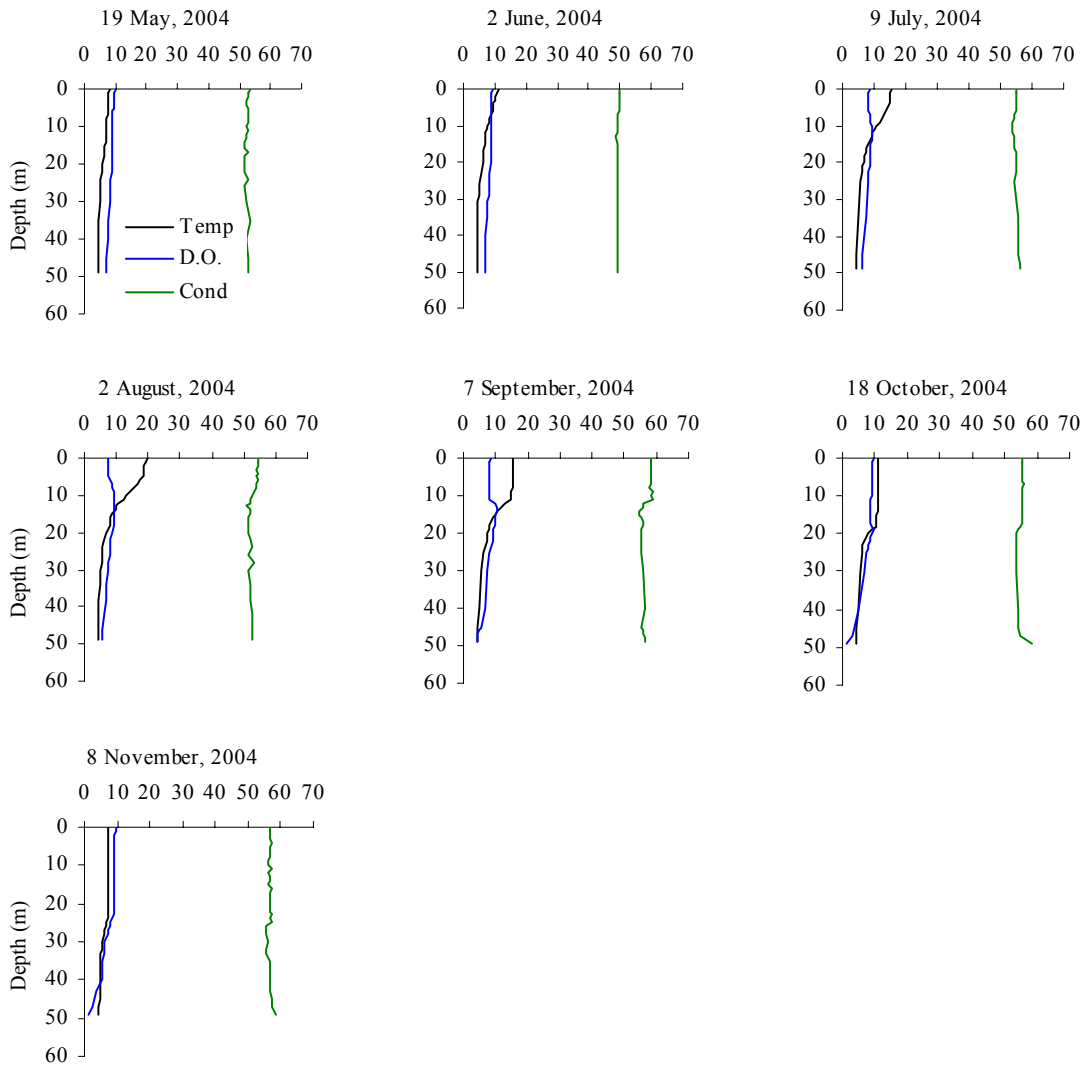 19 May, 2004
0 10 20 30 40 50 60 70
0
10
20
30
40
50
60
Depth (m)
Temp
D.O.
Cond
2 June, 2004
0 10 20 30 40 50 60 70
0
10
20
30
40
50
60
9 July, 2004
0 10 20 30 40 50 60 70
0
10
20
30
40
50
60
2 August, 2004
0 10 20 30 40 50 60 70
0
10
20
30
40
50
60
Depth (m)
7 September, 2004
0 10 20 30 40 50 60 70
0
10
20
30
40
50
60
18 October, 2004
0 10 20 30 40 50 60 70
0
10
20
30
40
50
60
8 November, 2004
0 10 20 30 40 50 60 70
0
10
20
30
40
50
60
Depth (m)